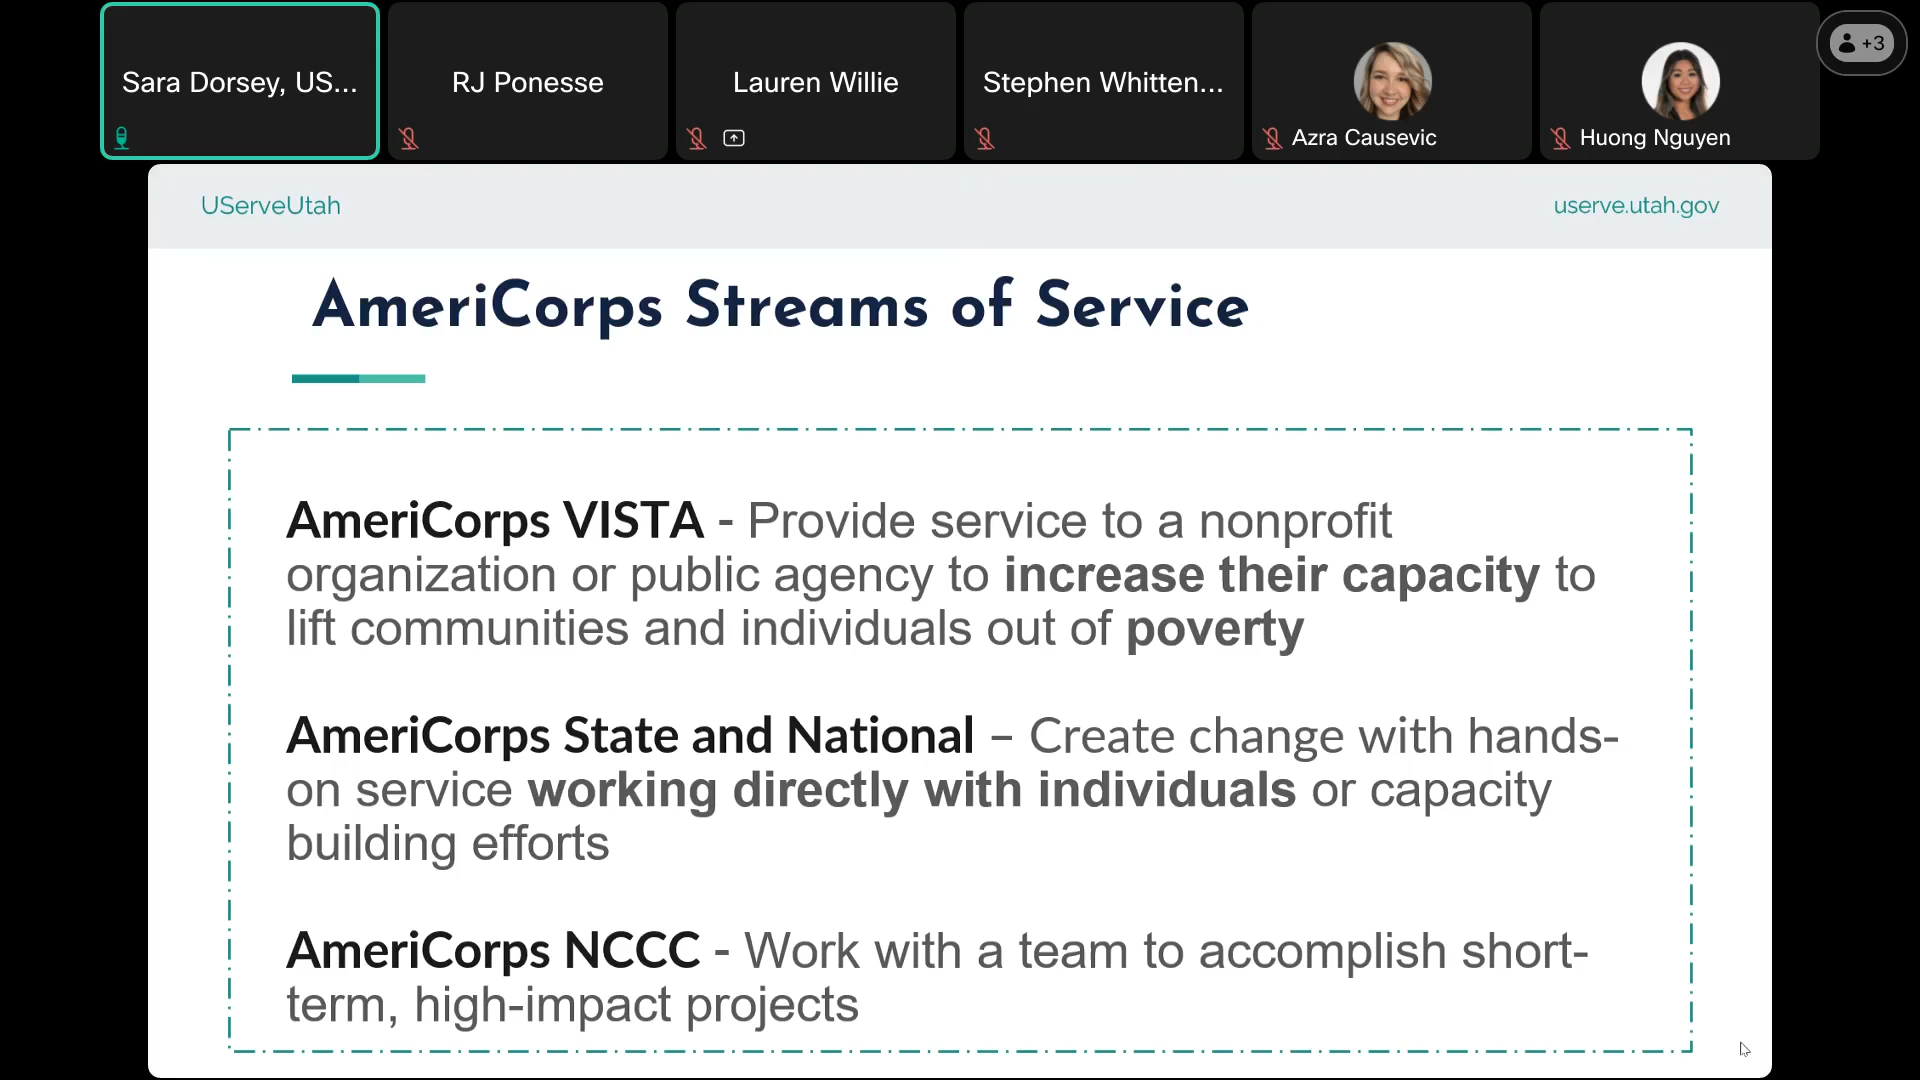 Sara Dorsey, US...
RJ Ponesse
Lauren Willie
Stephen Whitten...
Azra Causevic
Huong Nguyen
+3
UServeUtah
userve.utah.gov
AmeriCorps Streams of Service
AmeriCorps VISTA - Provide service to a nonprofit
organization or public agency to increase their capacity to
lift communities and individuals out of poverty
AmeriCorps State and National – Create change with hands-
on service working directly with individuals or capacity
building efforts
AmeriCorps NCCC - Work with a team to accomplish short-
term, high-impact projects